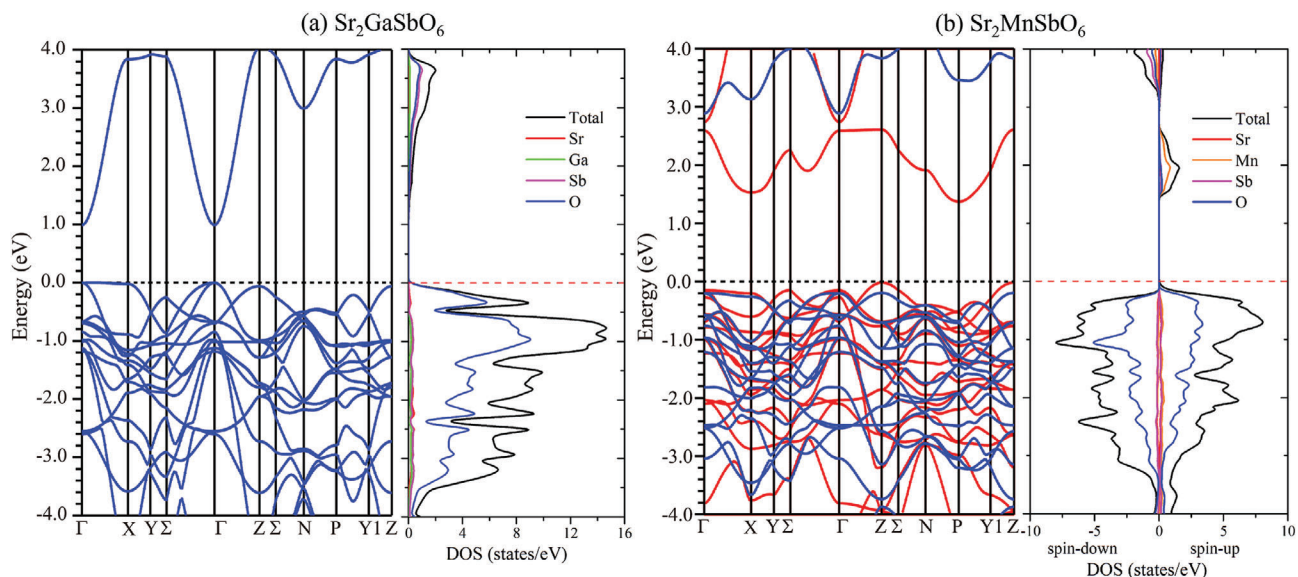 (a) Sr₂GaSbO₆
(b) Sr₂MnSbO₆
Energy (eV)
4.0
3.0
2.0
1.0
0.0
-1.0
-2.0
-3.0
-4.0
Γ X Y Σ Γ Z Σ N P Y1 Z
Total
Sr
Ga
Sb
O
0 4 8 12 16
DOS (states/eV)
Energy (eV)
4.0
3.0
2.0
1.0
0.0
-1.0
-2.0
-3.0
-4.0
Γ X Y Σ Γ Z Σ N P Y1 Z
Total
Sr
Mn
Sb
O
-10 -5 0 5 10
spin-down spin-up
DOS (states/eV)